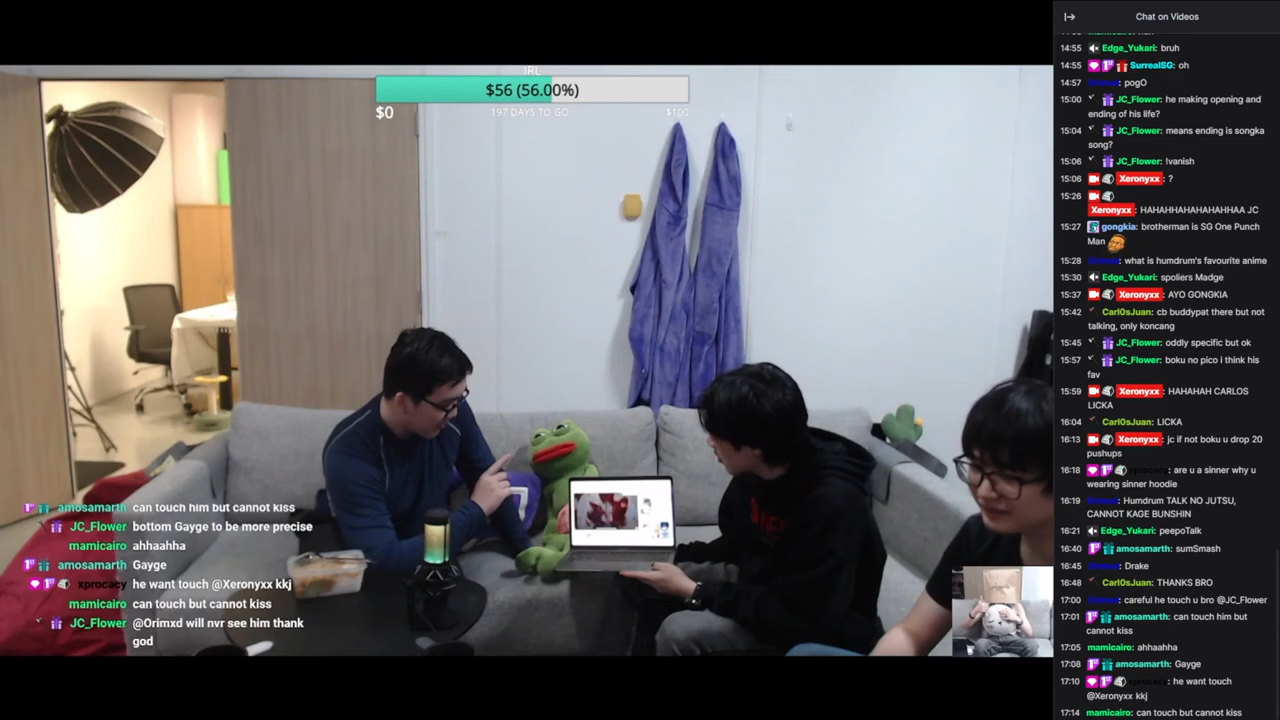 IRL
$56 (56.00%)
$0
197 DAYS TO GO
$100
amosamarth can touch him but cannot kiss
JC_Flower bottom Gayge to be more precise
mamicairo ahhaahha
amosamarth Gayge
xprocacy he want touch @Xeronyxx kkj
mamicairo can touch but cannot kiss
JC_Flower @Orimxd will nvr see him thank
god
Chat on Videos
14:55 Edge_Yukari: bruh
14:55 SurrealSG: oh
14:57 pogO
15:00 JC_Flower: he making opening and
ending of his life?
15:04 JC_Flower: means ending is songka
song?
15:06 JC_Flower: !vanish
15:06 Xeronyxx: ?
15:26
Xeronyxx: HAHAHHAHAHAHAHHAA JC
15:27 gongkia: brotherman is SG One Punch
Man
15:28 what is humdrum's favourite anime
15:30 Edge_Yukari: spoliers Madge
15:37 Xeronyxx: AYO GONGKIA
15:42 Carl0sJuan: cb buddypat there but not
talking, only koncang
15:45 JC_Flower: oddly specific but ok
15:57 JC_Flower: boku no pico i think his
fav
15:59 Xeronyxx: HAHAHAH CARLOS
LICKA
16:04 Carl0sJuan: LICKA
16:13 Xeronyxx: jc if not boku u drop 20
pushups
16:18 xprocacy: are u a sinner why u
wearing sinner hoodie
16:19 Humdrum TALK NO JUTSU,
CANNOT KAGE BUNSHIN
16:21 Edge_Yukari: peepoTalk
16:40 amosamarth: sumSmash
16:45 Drake
16:48 Carl0sJuan: THANKS BRO
17:00 careful he touch u bro @JC_Flower
17:01 amosamarth: can touch him but
cannot kiss
17:05 mamicairo: ahhaahha
17:08 amosamarth: Gayge
17:10 xprocacy: he want touch
@Xeronyxx kkj
17:14 mamicairo: can touch but cannot kiss